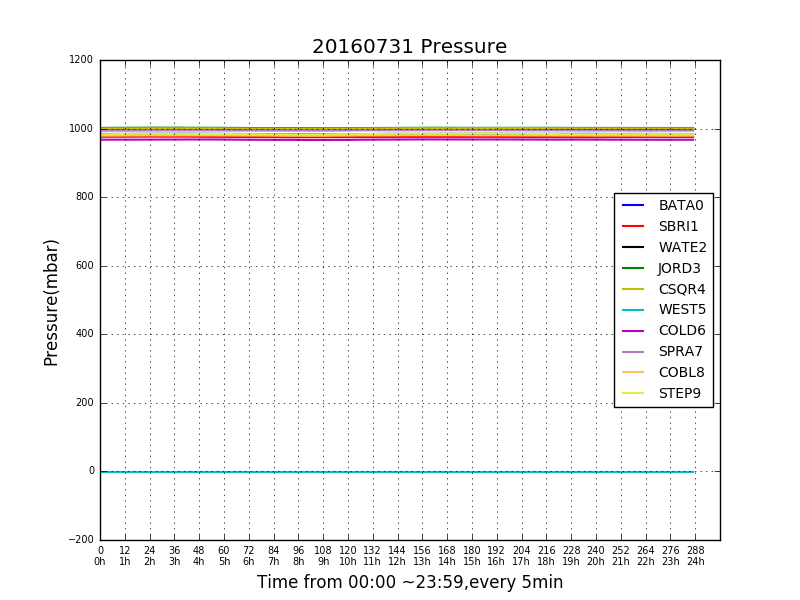 20160731 Pressure
1200
1000
800
600
400
200
0
−200
Pressure(mbar)
BATA0
SBRI1
WATE2
JORD3
CSQR4
WEST5
COLD6
SPRA7
COBL8
STEP9
0 12 24 36 48 60 72 84 96 108 120 132 144 156 168 180 192 204 216 228 240 252 264 276 288
0h 1h 2h 3h 4h 5h 6h 7h 8h 9h 10h 11h 12h 13h 14h 15h 16h 17h 18h 19h 20h 21h 22h 23h 24h
Time from 00:00 ~23:59,every 5min